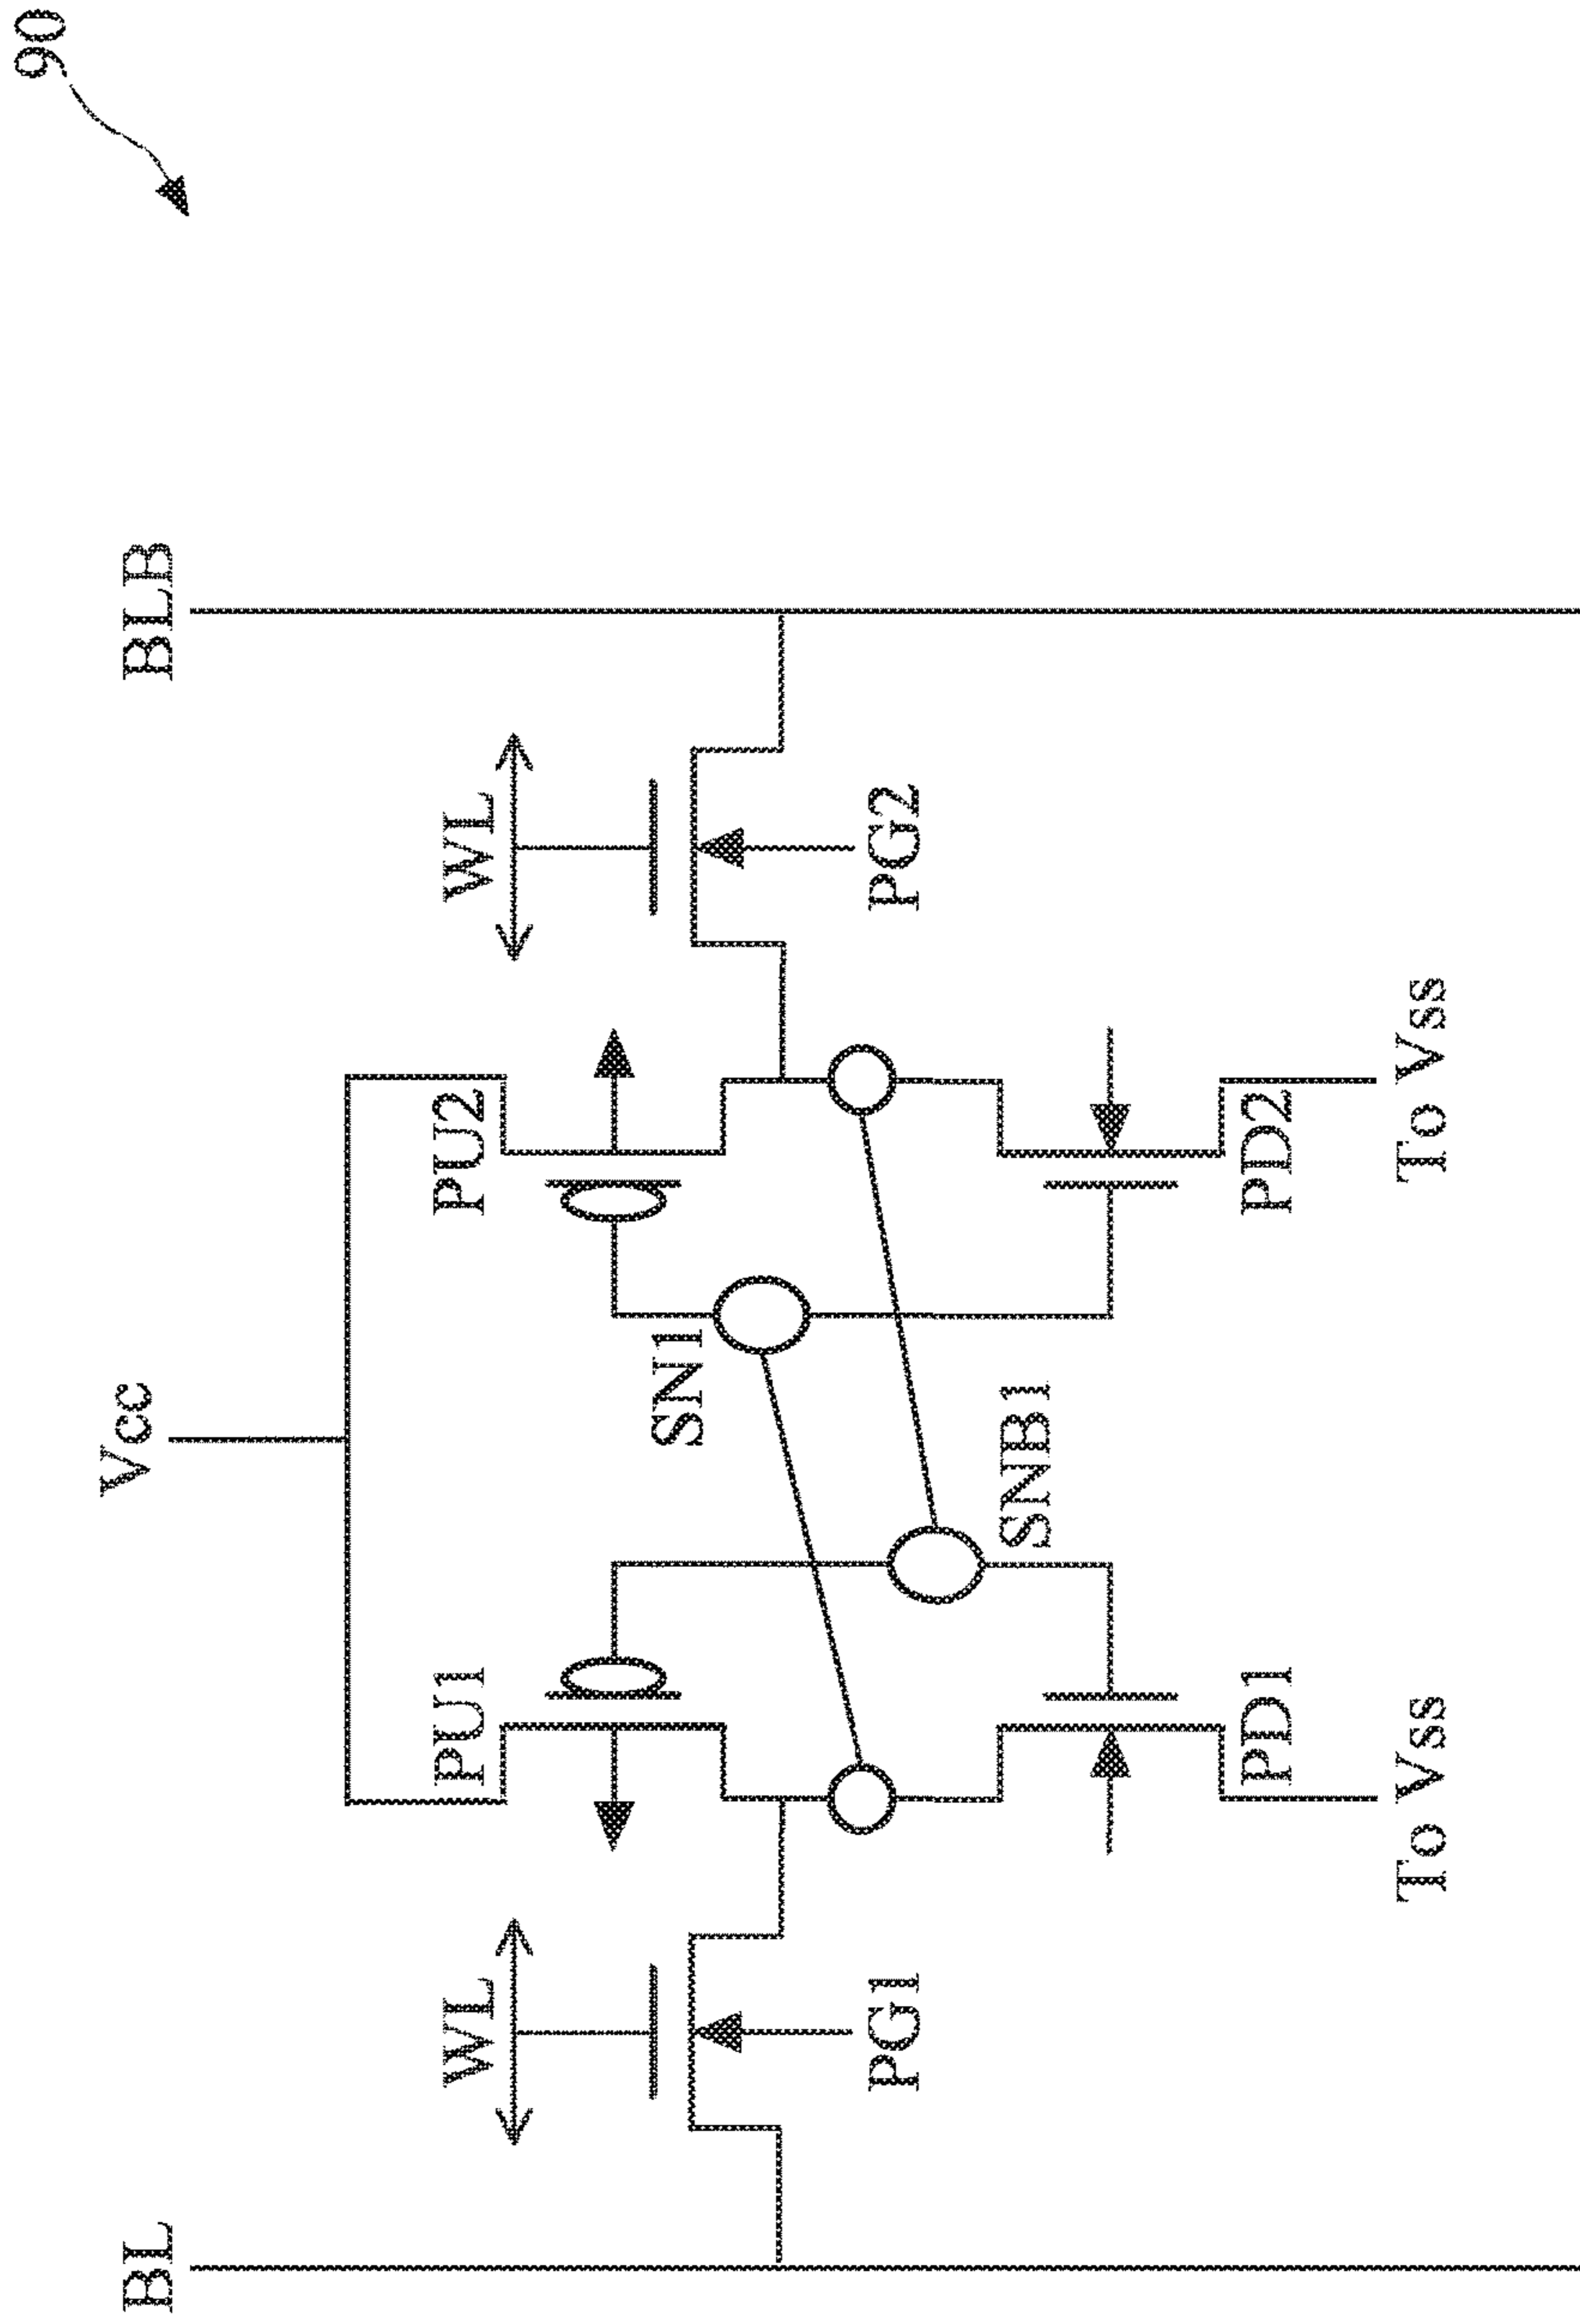 90
BL
Vcc
BLB
WL
PU1
PU2
WL
SN1
PG1
PG2
SNB1
PD1
PD2
To Vss
To Vss